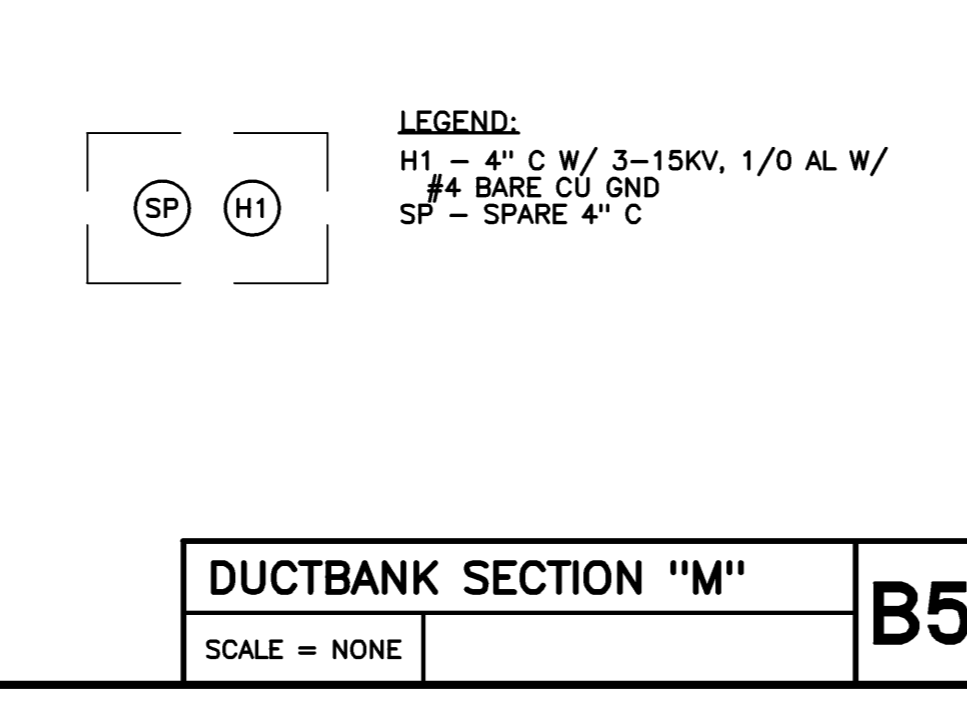 LEGEND:
H1 – 4" C W/ 3–15KV, 1/0 AL W/
#4 BARE CU GND
SP – SPARE 4" C
SP H1
DUCTBANK SECTION "M"
B5
SCALE = NONE